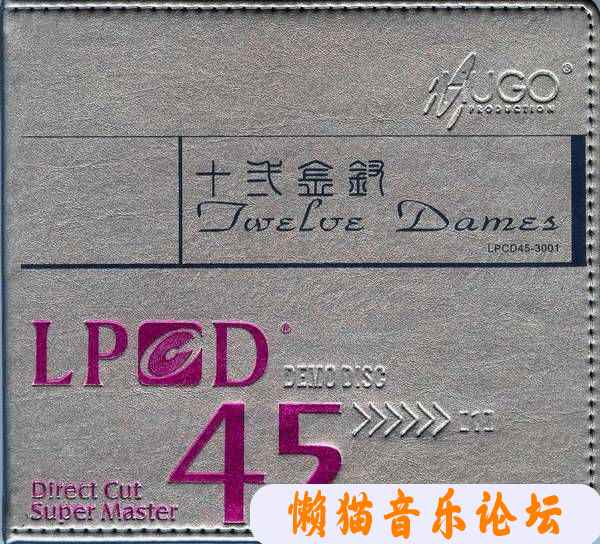 HUGO®
PRODUCTION
十弍金釵
Twelve Dames
LPCD45-3001
LPCD®
DEMO DISC
45
Direct Cut
Super Master
懒猫音乐论坛